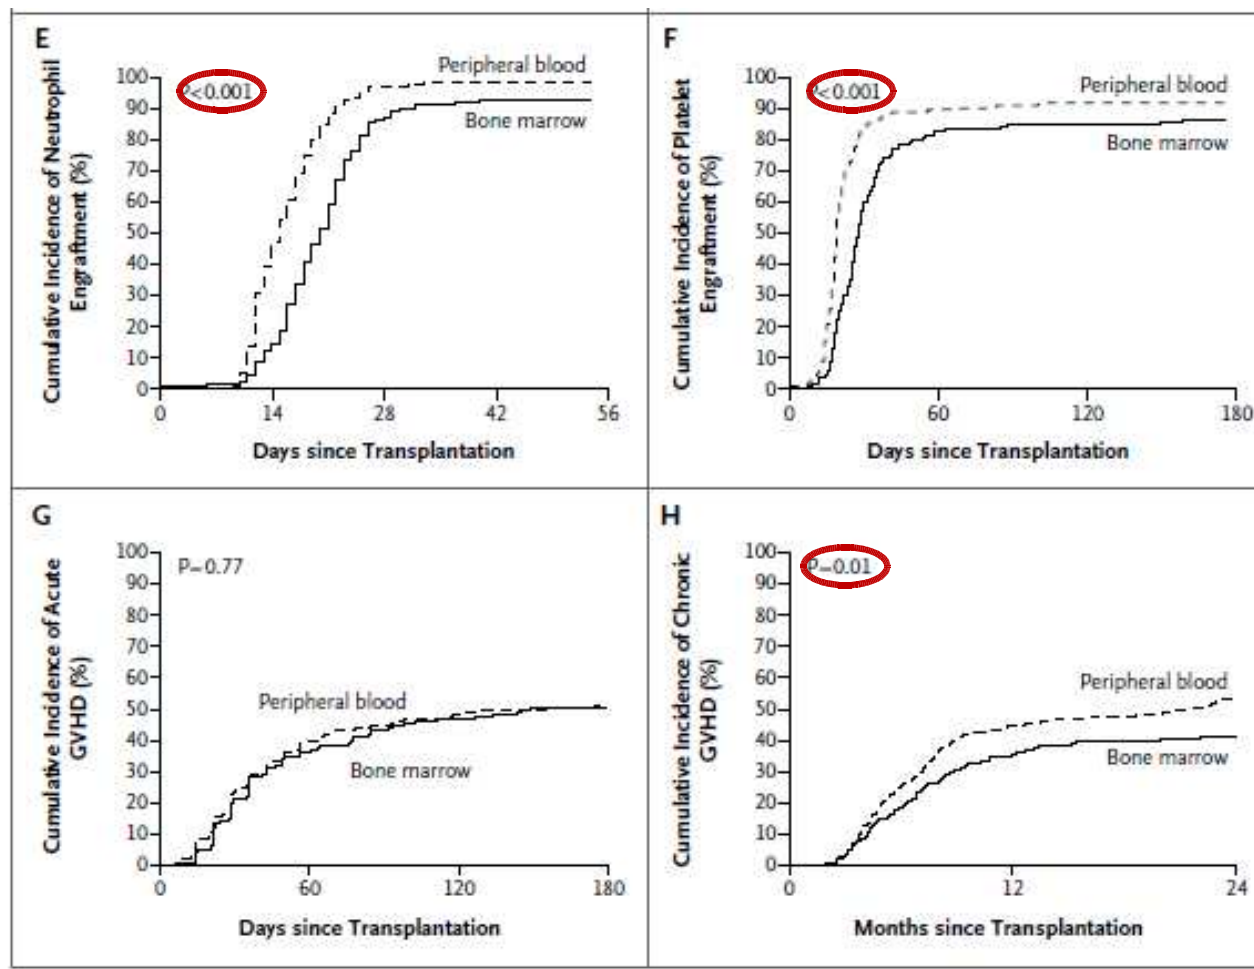 E
Cumulative Incidence of Neutrophil
Engraftment (%)
100
90
80
70
60
50
40
30
20
10
0
P<0.001
Peripheral blood
Bone marrow
0 14 28 42 56
Days since Transplantation
F
Cumulative Incidence of Platelet
Engraftment (%)
100
90
80
70
60
50
40
30
20
10
0
P<0.001
Peripheral blood
Bone marrow
0 60 120 180
Days since Transplantation
G
Cumulative Incidence of Acute
GVHD (%)
100
90
80
70
60
50
40
30
20
10
0
P=0.77
Peripheral blood
Bone marrow
0 60 120 180
Days since Transplantation
H
Cumulative Incidence of Chronic
GVHD (%)
100
90
80
70
60
50
40
30
20
10
0
P=0.01
Peripheral blood
Bone marrow
0 12 24
Months since Transplantation